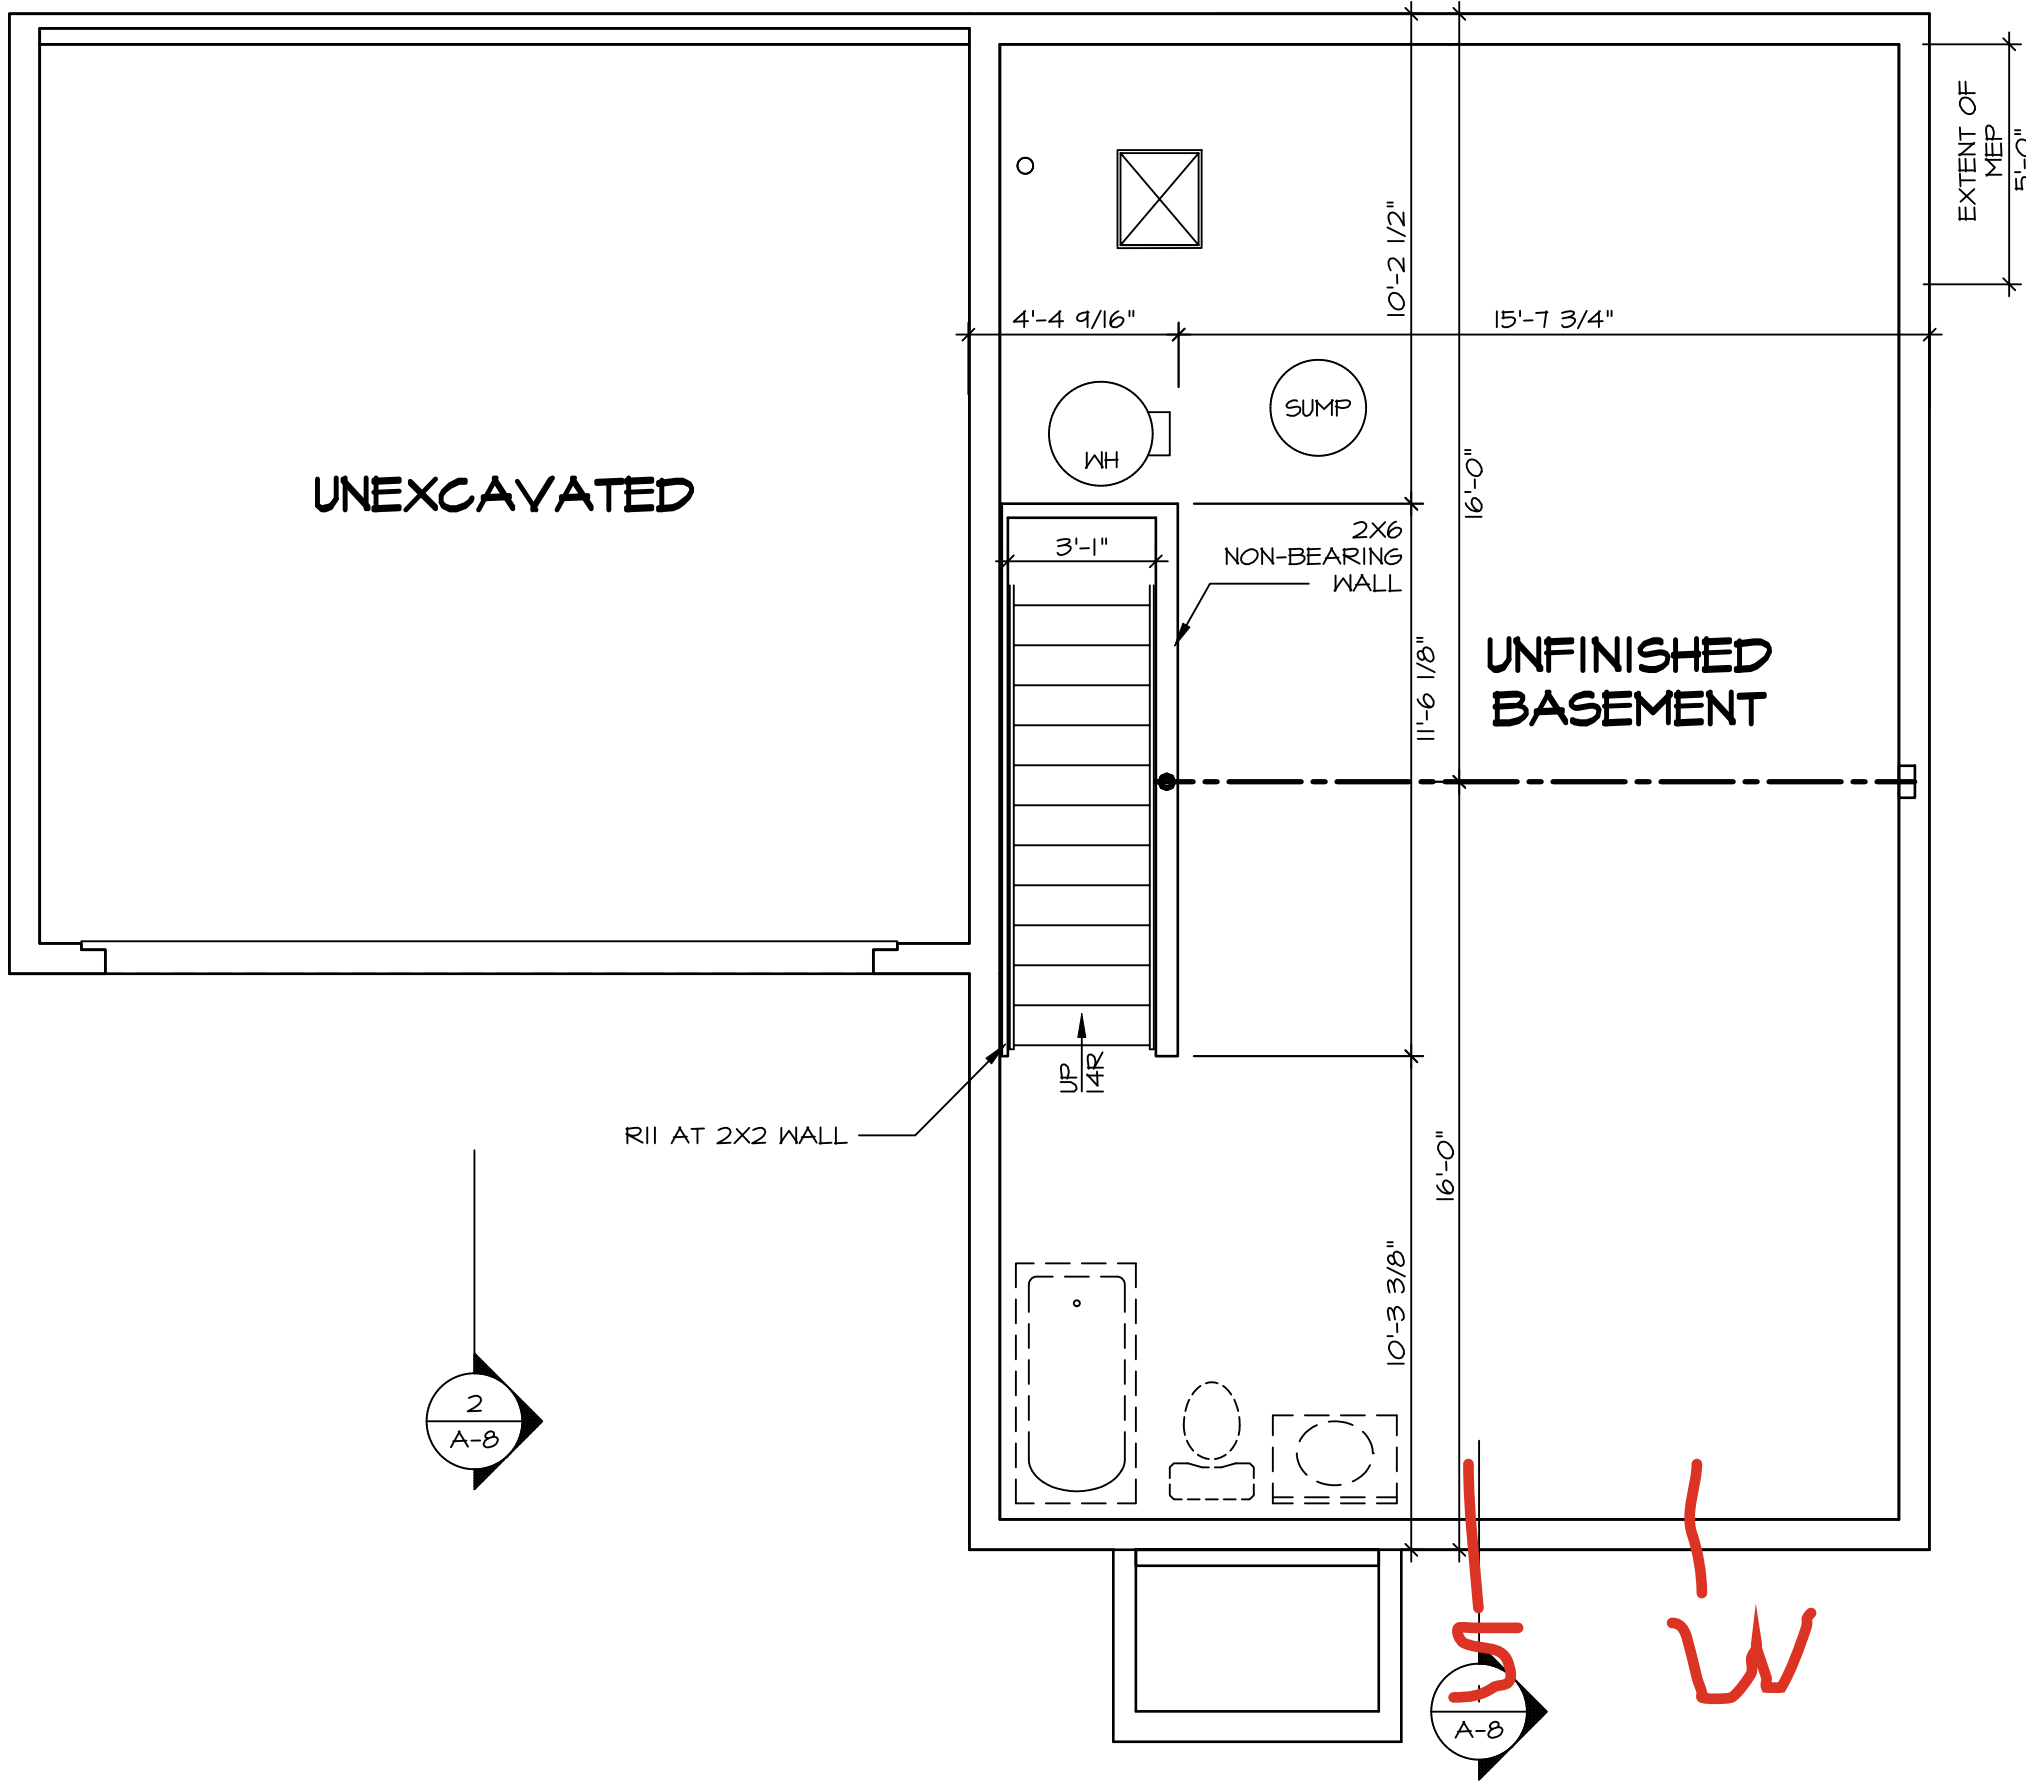 EXTENT OF
MEP
5'-0"
10'-2 1/2"
4'-4 9/16"
15'-7 3/4"
SUMP
WH
16'-0"
UNEXCAVATED
2X6
NON-BEARING
WALL
3'-1"
11'-6 1/8"
UNFINISHED
BASEMENT
UP
14R
R11 AT 2X2 WALL
16'-0"
10'-3 3/8"
2
A-8
S
W
A-8